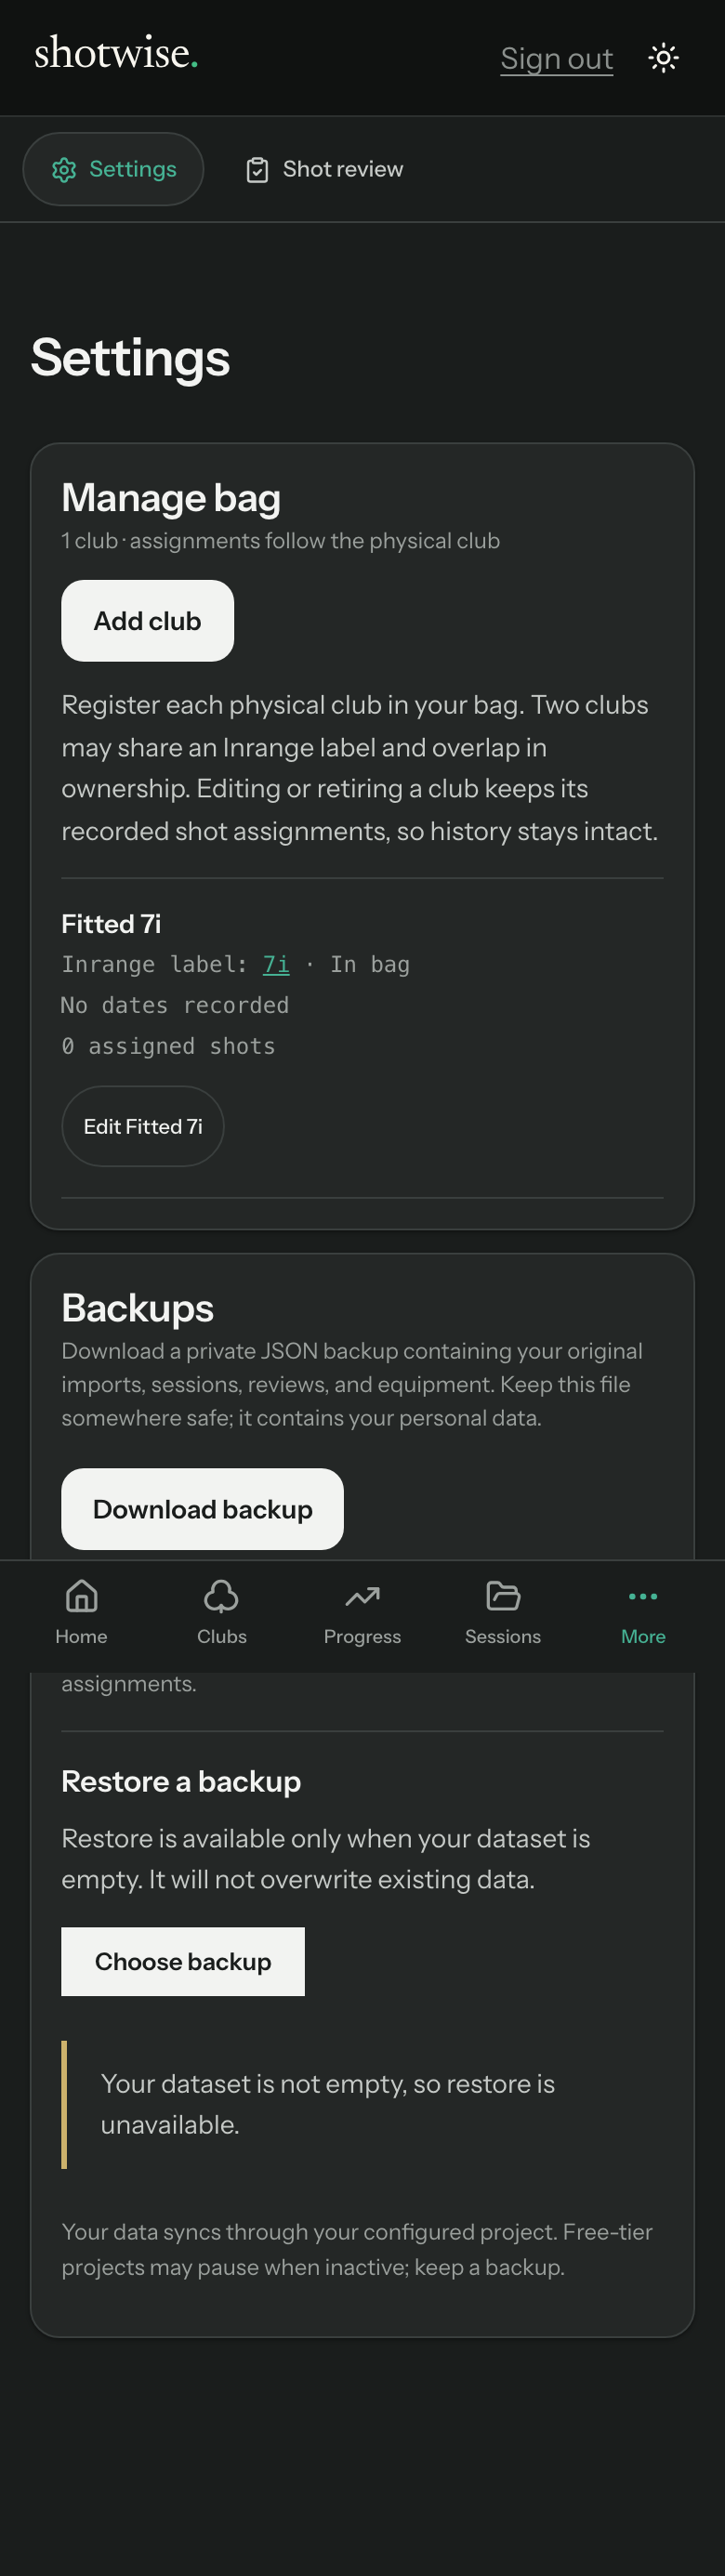 shotwise.
Sign out
Settings
Shot review
Settings
Manage bag
1 club · assignments follow the physical club
Add club
Register each physical club in your bag. Two clubs
may share an Inrange label and overlap in
ownership. Editing or retiring a club keeps its
recorded shot assignments, so history stays intact.
Fitted 7i
Inrange label: 7i · In bag
No dates recorded
0 assigned shots
Edit Fitted 7i
Backups
Download a private JSON backup containing your original
imports, sessions, reviews, and equipment. Keep this file
somewhere safe; it contains your personal data.
Download backup
Home
Clubs
Progress
Sessions
More
assignments.
Restore a backup
Restore is available only when your dataset is
empty. It will not overwrite existing data.
Choose backup
Your dataset is not empty, so restore is
unavailable.
Your data syncs through your configured project. Free-tier
projects may pause when inactive; keep a backup.